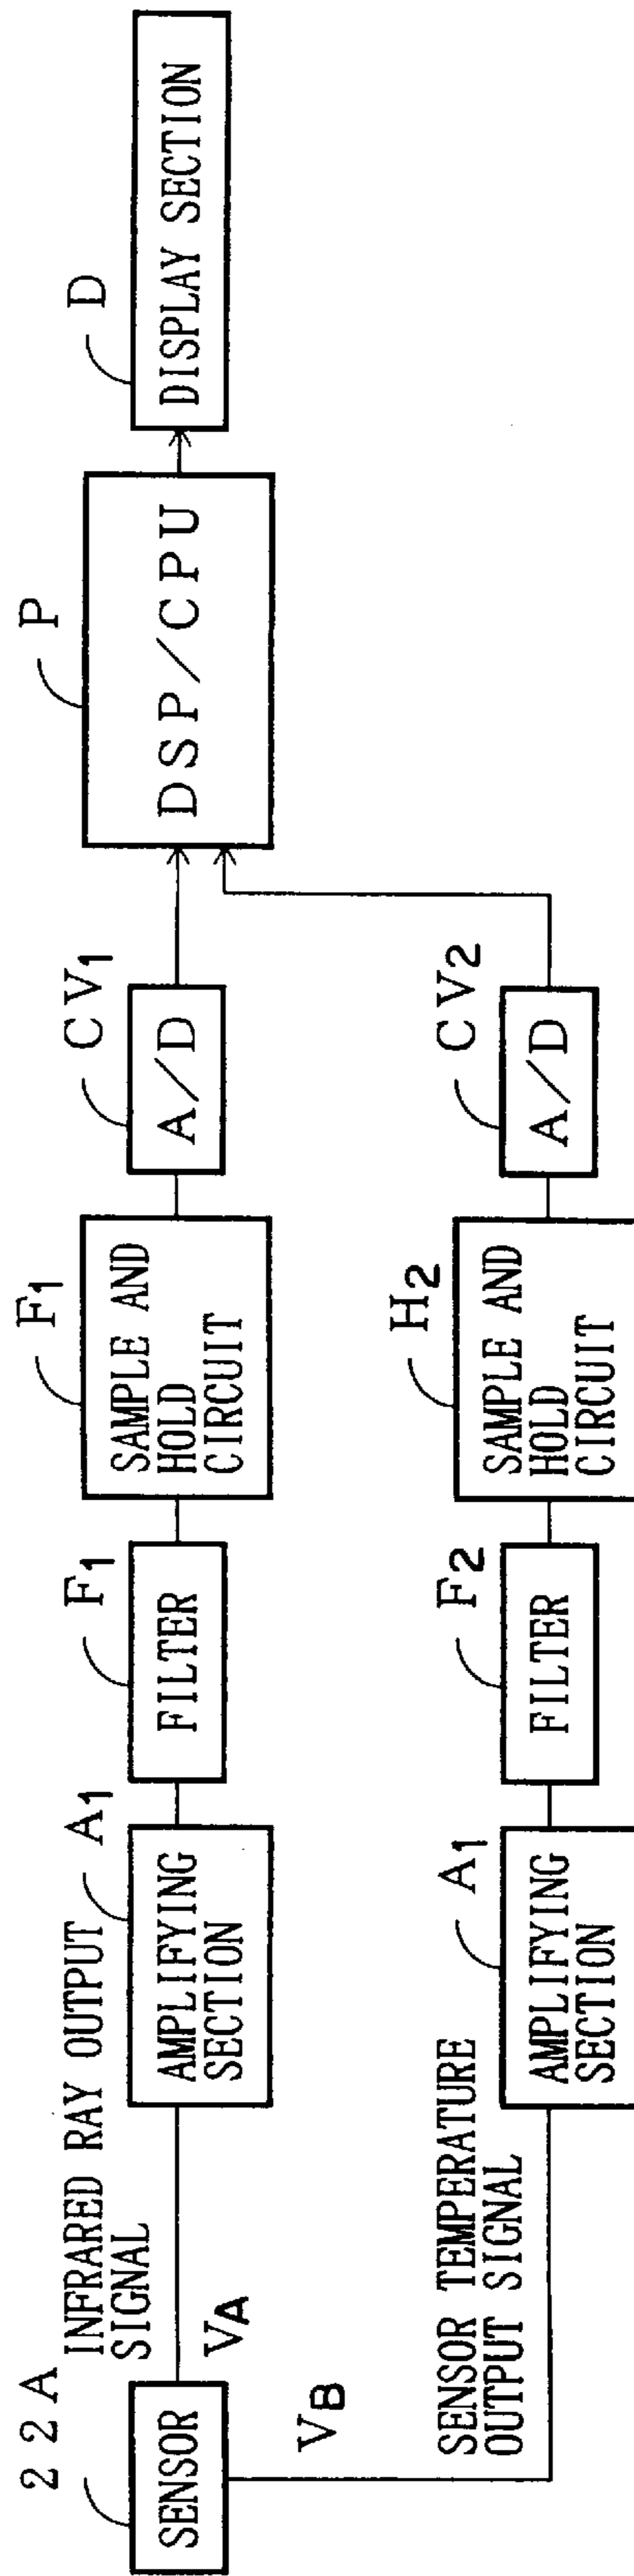 22A
SENSOR
INFRARED RAY OUTPUT
SIGNAL
VA
A1
AMPLIFYING
SECTION
F1
FILTER
F1
SAMPLE AND
HOLD
CIRCUIT
CV1
A/D
P
DSP/CPU
D
DISPLAY SECTION
VB
SENSOR TEMPERATURE
OUTPUT SIGNAL
A1
AMPLIFYING
SECTION
F2
FILTER
H2
SAMPLE AND
HOLD
CIRCUIT
CV2
A/D